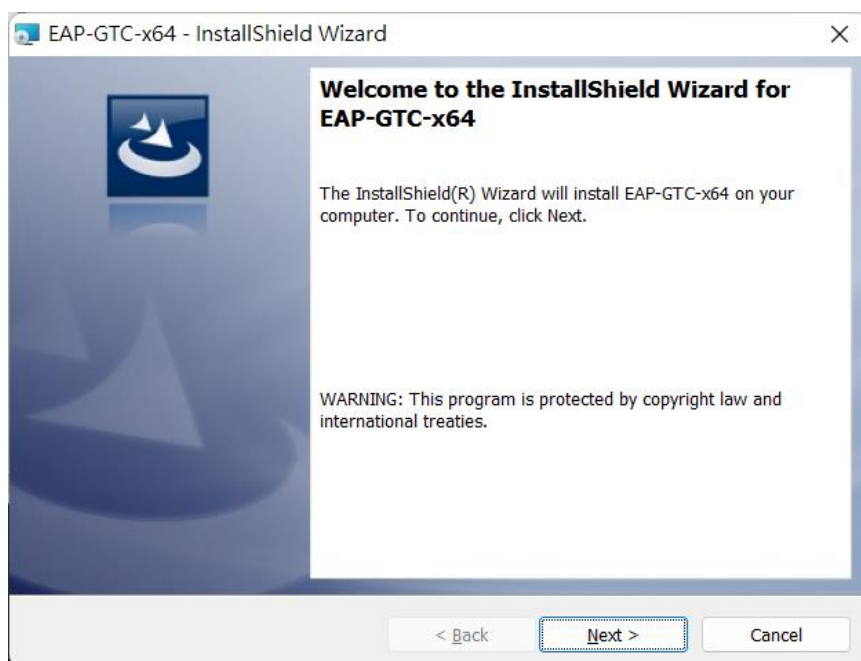 EAP-GTC-x64 - InstallShield Wizard
Welcome to the InstallShield Wizard for
EAP-GTC-x64
The InstallShield(R) Wizard will install EAP-GTC-x64 on your
computer. To continue, click Next.
WARNING: This program is protected by copyright law and
international treaties.
< Back
Next >
Cancel